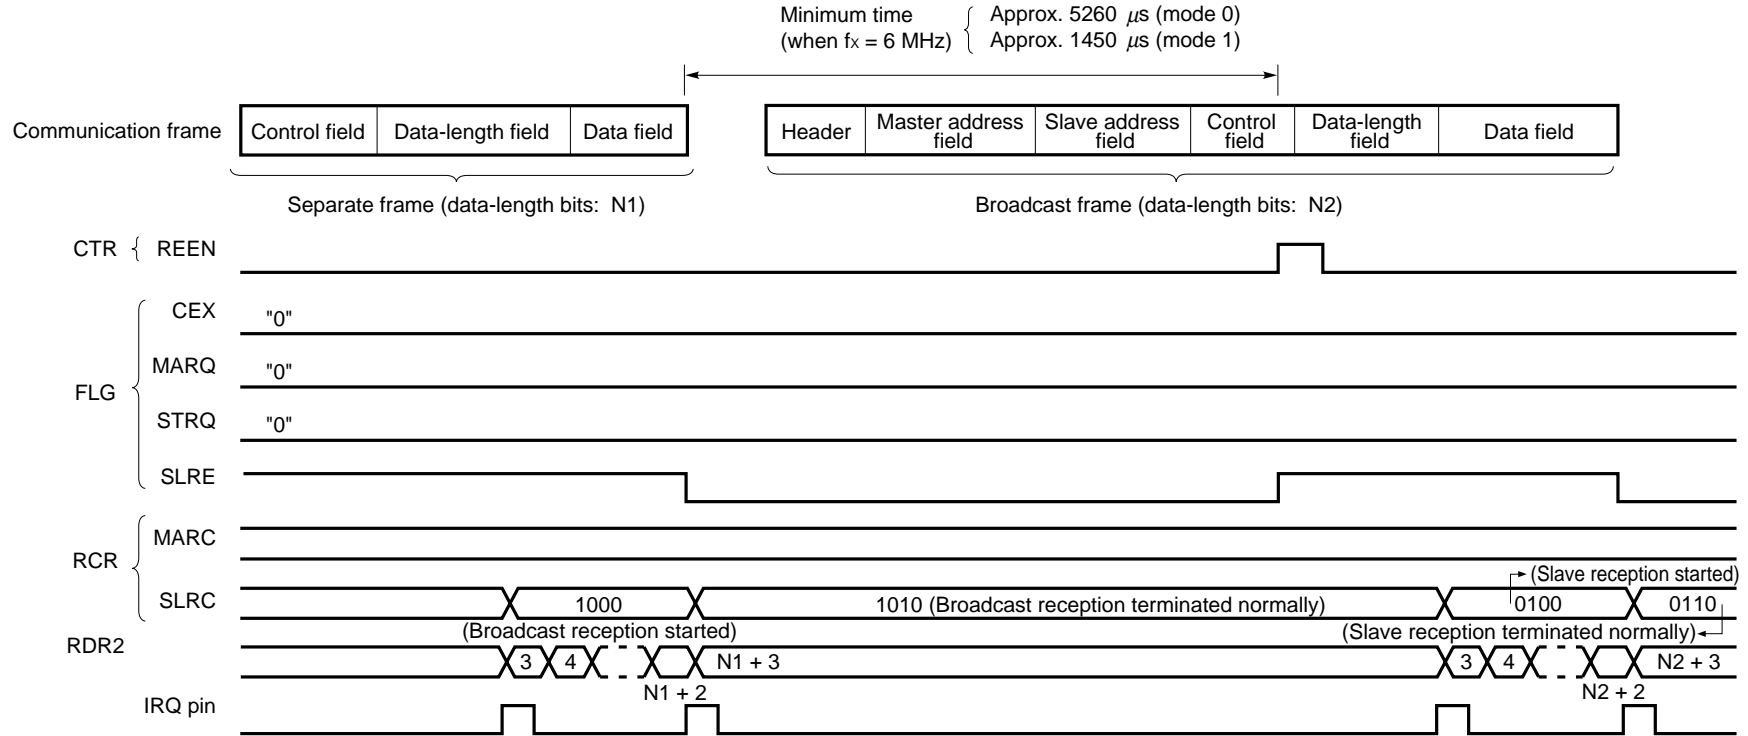 Minimum time
(when fx = 6 MHz)
Approx. 5260 μs (mode 0)
Approx. 1450 μs (mode 1)
Communication frame
Control field
Data-length field
Data field
Header
Master address
field
Slave address
field
Control
field
Data-length
field
Data field
Separate frame (data-length bits: N1)
Broadcast frame (data-length bits: N2)
CTR
REEN
FLG
CEX
"0"
MARQ
"0"
STRQ
"0"
SLRE
RCR
MARC
SLRC
1000
1010 (Broadcast reception terminated normally)
(Slave reception started)
0100
0110
(Broadcast reception started)
(Slave reception terminated normally)
RDR2
3
4
N1 + 3
3
4
N2 + 3
N1 + 2
N2 + 2
IRQ pin